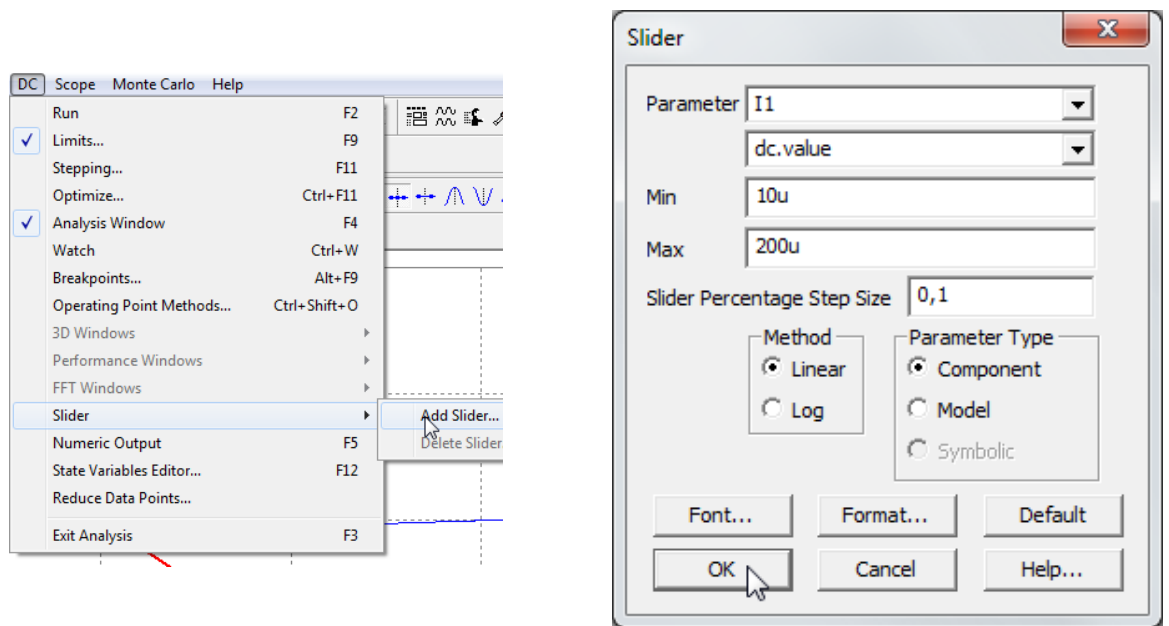 DC Scope Monte Carlo Help
Run F2
Limits... F9
Stepping... F11
Optimize... Ctrl+F11
Analysis Window F4
Watch Ctrl+W
Breakpoints... Alt+F9
Operating Point Methods... Ctrl+Shift+O
3D Windows
Performance Windows
FFT Windows
Slider
Add Slider...
Delete Slider
Numeric Output F5
State Variables Editor... F12
Reduce Data Points...
Exit Analysis F3
Slider
Parameter I1
dc.value
Min 10u
Max 200u
Slider Percentage Step Size 0,1
Method
Linear
Log
Parameter Type
Component
Model
Symbolic
Font... Format... Default
OK Cancel Help...